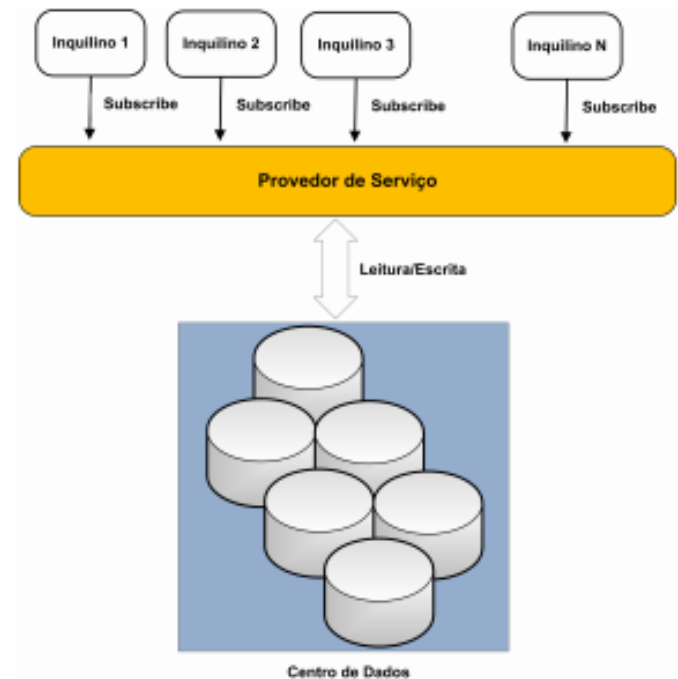 Inquilino 1
Inquilino 2
Inquilino 3
Inquilino N
Subscribe
Subscribe
Subscribe
Subscribe
Provedor de Serviço
Leitura/Escrita
Centro de Dados